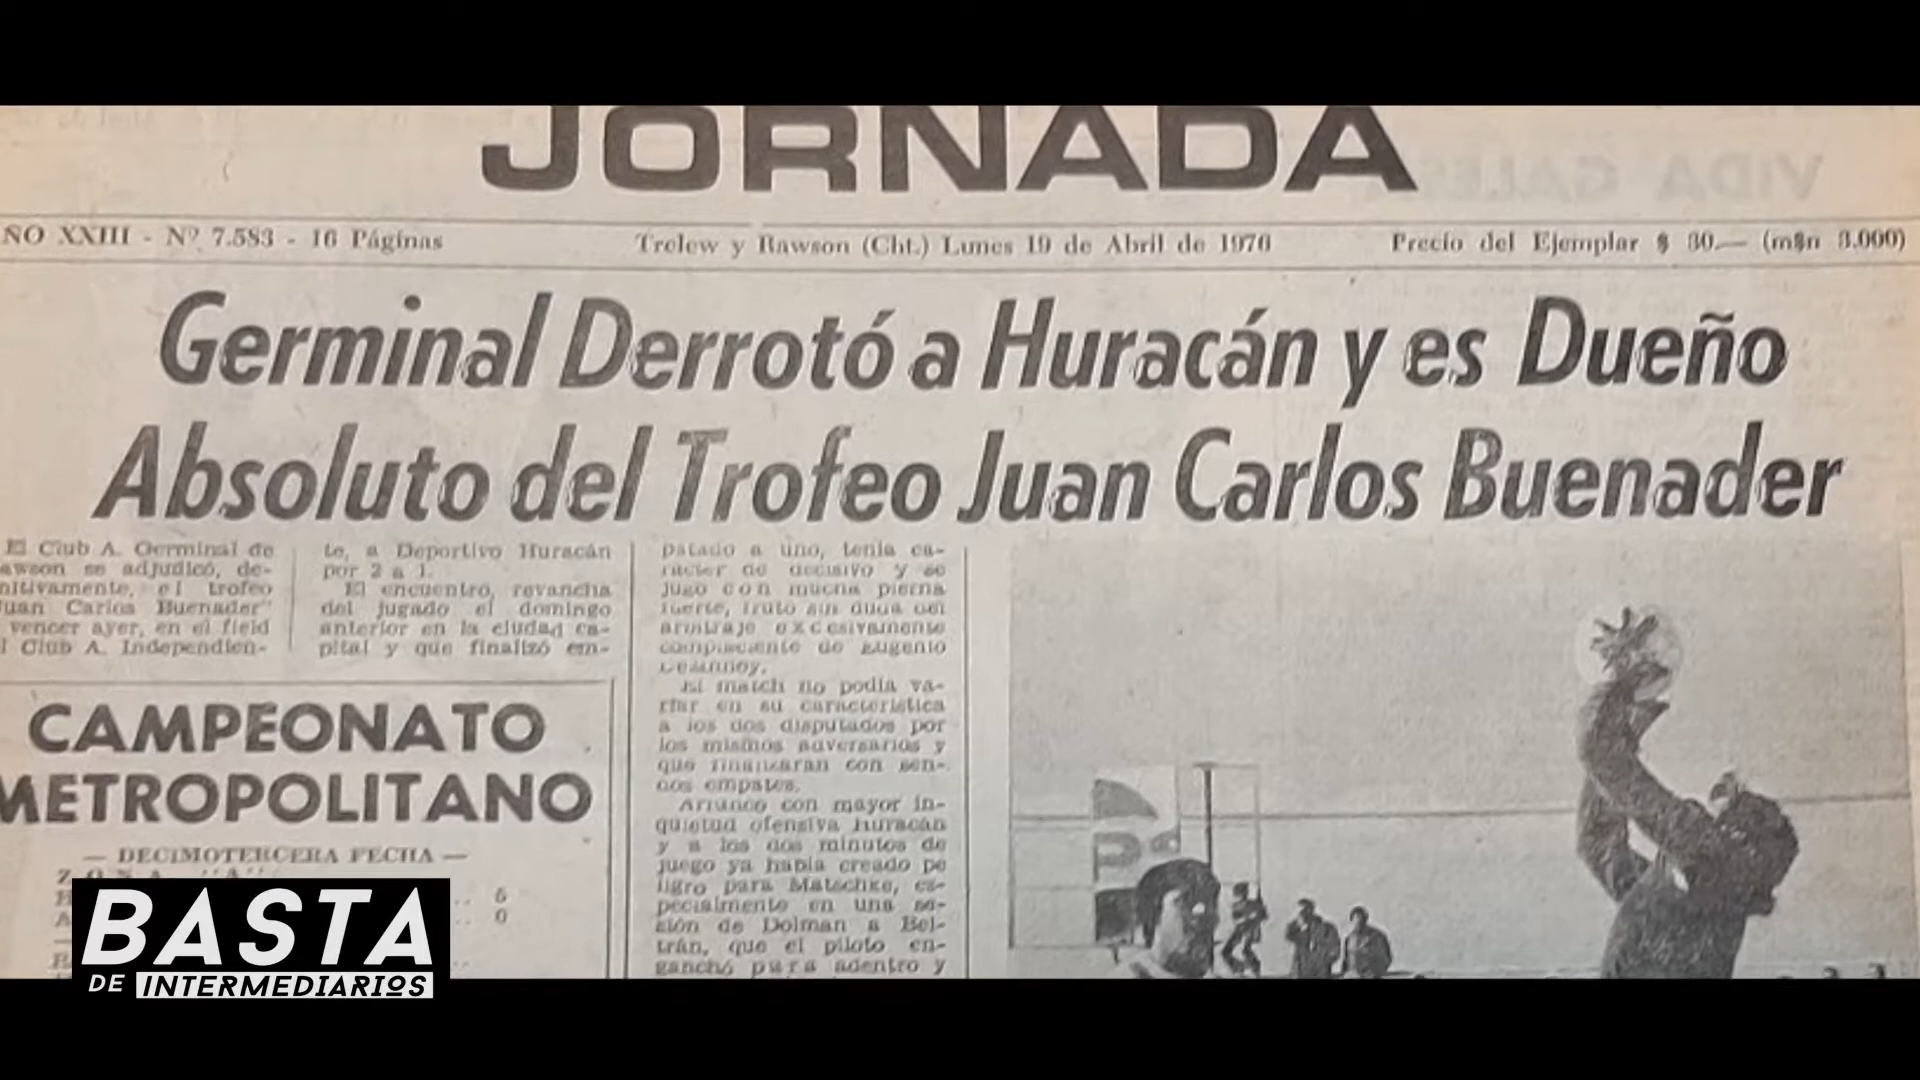 JORNADA
ÑO XXIII - Nº 7.583 - 16 Páginas
Trelew y Rawson (Cht.) Lunes 19 de Abril de 1976
Precio del Ejemplar $ 30.— (m$n 3.000)
Germinal Derrotó a Huracán y es Dueño
Absoluto del Trofeo Juan Carlos Buenader
El Club A. Germinal de
awson se adjudicó, de-
nitivamente, el trofeo
uan Carlos Buenader"
vencer ayer, en el field
l Club A. Independien-
te, a Deportivo Huracán
por 2 a 1.
El encuentro, revancha
del jugado el domingo
anterior en la ciudad ca-
pital y que finalizó em-
patado a uno, tenía ca-
rácter de decisivo y se
jugó con mucha pierna
fuerte, fruto sin duda del
arbitraje excesivamente
complaciente de Eugenio
El match no podía va-
riar en su característica
a los dos disputados por
los mismos adversarios y
que finalizaran con sen-
dos empates.
Arrancó con mayor in-
quietud ofensiva Huracán
y a los dos minutos de
juego ya había creado pe
ligro para Matschke, es-
pecialmente en una
de Dolman a Bel-
trán, que el piloto en-
ganchó para adentro y
CAMPEONATO
METROPOLITANO
— DECIMOTERCERA FECHA —
ZONA "A"
6
0
BASTA
DE INTERMEDIARIOS